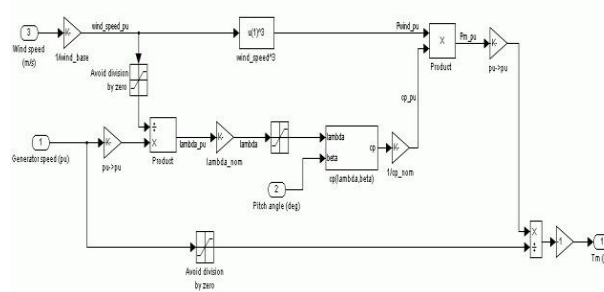 3
Wind speed
(m/s)
K-
1/wind_base
wind_speed_pu
u(1)^3
wind_speed^3
Pwind_pu
X
Product
Pm_pu
K-
pu->pu
Avoid division
by zero
cp_pu
1
Generator speed (pu)
K-
pu->pu
÷
X
Product
lambda_pu
K-
lambda_nom
lambda
lambda
beta
cp
cp(lambda,beta)
K-
1/cp_nom
2
Pitch angle (deg)
Avoid division
by zero
X
÷
-1
1
Tm (